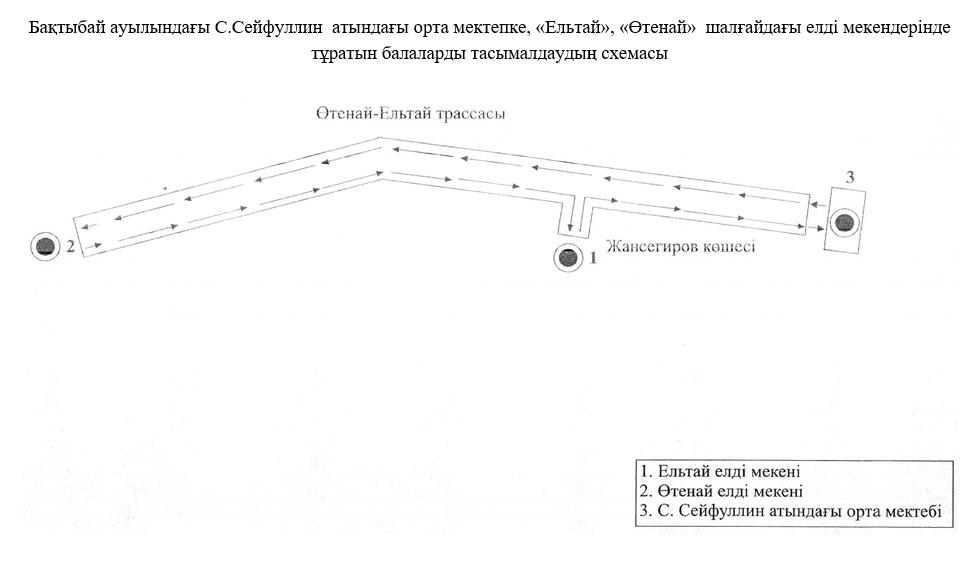 Бақтыбай ауылындағы С.Сейфуллин атындағы орта мектепке, «Ельтай», «Өтенай» шалғайдағы елді мекендерінде
тұратын балаларды тасымалдаудың схемасы
Өтенай-Ельтай трассасы
3
2
Жансегиров көшесі
1
1. Ельтай елді мекені
2. Өтенай елді мекені
3. С. Сейфуллин атындағы орта мектебі